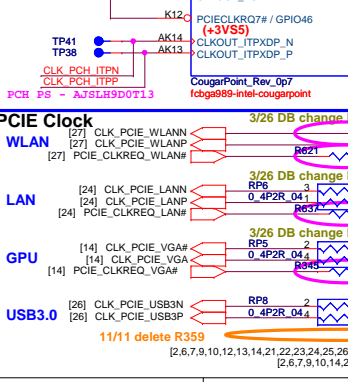 K12 PCIECLKRQ7# / GPIO46
(+3VS5)
TP41 AK14 CLKOUT_ITPXDP_N
TP38 AK13 CLKOUT_ITPXDP_P
CLK_PCH_ITPN
CLK_PCH_ITPP
CougarPoint_Rev_0p7
PCH PS - AJSLH9D0T13 fcbga989-intel-cougarpoint
PCIE Clock 3/26 DB change
WLAN [27] CLK_PCIE_WLANN
[27] CLK_PCIE_WLANP
[27] PCIE_CLKREQ_WLAN# R621
3/26 DB change
LAN [24] CLK_PCIE_LANN RP6 3
[24] CLK_PCIE_LANP 0_4P2R_04 1
[24] PCIE_CLKREQ_LAN# R637
3/26 DB change
GPU [14] CLK_PCIE_VGA# RP5 2
[14] CLK_PCIE_VGA 0_4P2R_04 4
[14] PCIE_CLKREQ_VGA# R345
USB3.0 [26] CLK_PCIE_USB3N RP8 2
[26] CLK_PCIE_USB3P 0_4P2R_04 4
11/11 delete R359
[2,6,7,9,10,12,13,14,21,22,23,24,25,26
[2,6,7,9,10,14,2